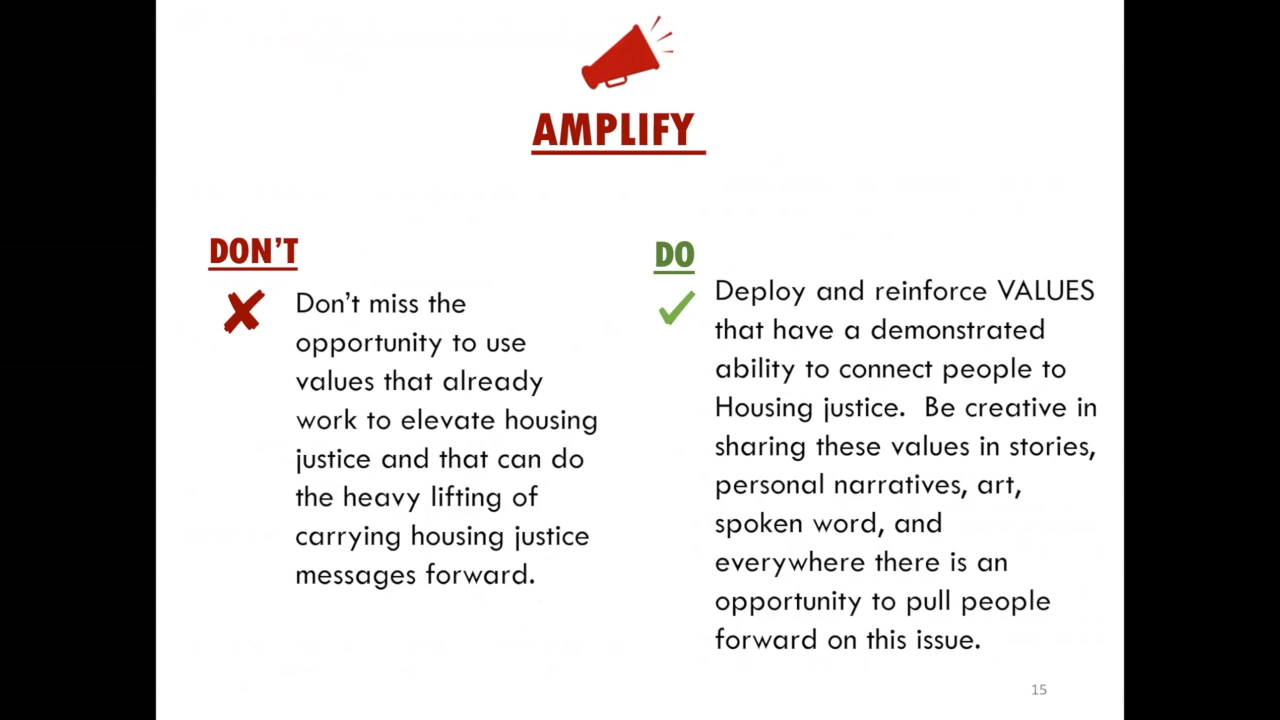 AMPLIFY
DON’T
Don’t miss the
opportunity to use
values that already
work to elevate housing
justice and that can do
the heavy lifting of
carrying housing justice
messages forward.
DO
Deploy and reinforce VALUES
that have a demonstrated
ability to connect people to
Housing justice.  Be creative in
sharing these values in stories,
personal narratives, art,
spoken word, and
everywhere there is an
opportunity to pull people
forward on this issue.
15